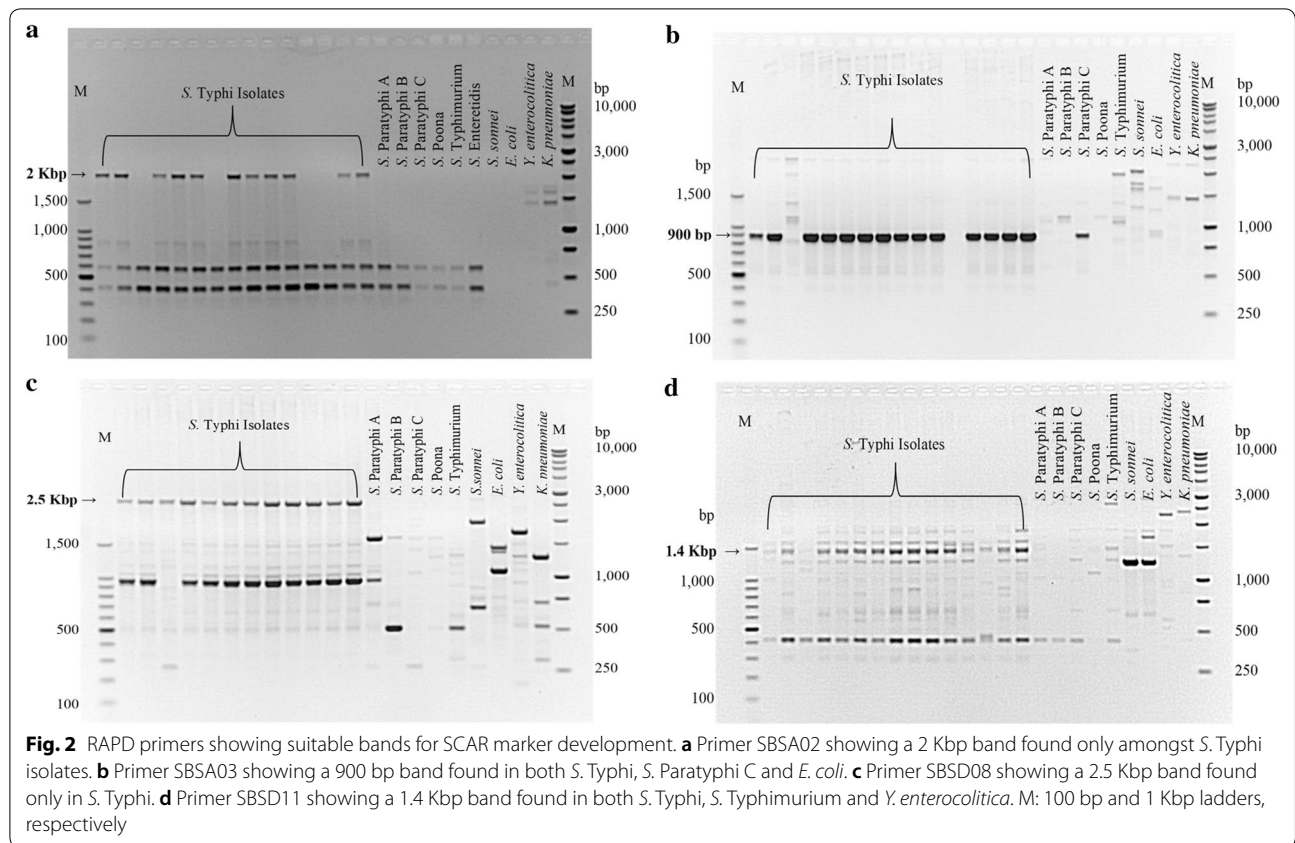 a
M
S. Typhi Isolates
S. Paratyphi A
S. Paratyphi B
S. Paratyphi C
S. Poona
S. Typhimurium
S. Enteretidis
S. sonnei
E. coli
Y. enterocolitica
K. pneumoniae
M
bp
10,000
3,000
2 Kbp →
1,500
1,000
1,000
500
500
250
100
b
M
S. Typhi Isolates
S. Paratyphi A
S. Paratyphi B
S. Paratyphi C
S. Poona
S. Typhimurium
S. sonnei
E. coli
Y. enterocolitica
K. pneumoniae
M
bp
10,000
3,000
bp
1,500
1,000
900 bp →
500
500
250
100
c
M
S. Typhi Isolates
S. Paratyphi A
S. Paratyphi B
S. Paratyphi C
S. Poona
S. Typhimurium
S.sonnei
E. coli
Y. enterocolitica
K. pneumoniae
M
bp
10,000
2.5 Kbp →
3,000
1,500
1,000
500
500
250
100
d
M
S. Typhi Isolates
S. Paratyphi A
S. Paratyphi B
S. Paratyphi C
S. Poona
S. Typhimurium
S. sonnei
E. coli
Y. enterocolitica
K. pneumoniae
M
bp
10,000
3,000
bp
1.4 Kbp →
1,000
1,000
500
500
250
100
Fig. 2 RAPD primers showing suitable bands for SCAR marker development. a Primer SBSA02 showing a 2 Kbp band found only amongst S. Typhi
isolates. b Primer SBSA03 showing a 900 bp band found in both S. Typhi, S. Paratyphi C and E. coli. c Primer SBSD08 showing a 2.5 Kbp band found
only in S. Typhi. d Primer SBSD11 showing a 1.4 Kbp band found in both S. Typhi, S. Typhimurium and Y. enterocolitica. M: 100 bp and 1 Kbp ladders,
respectively